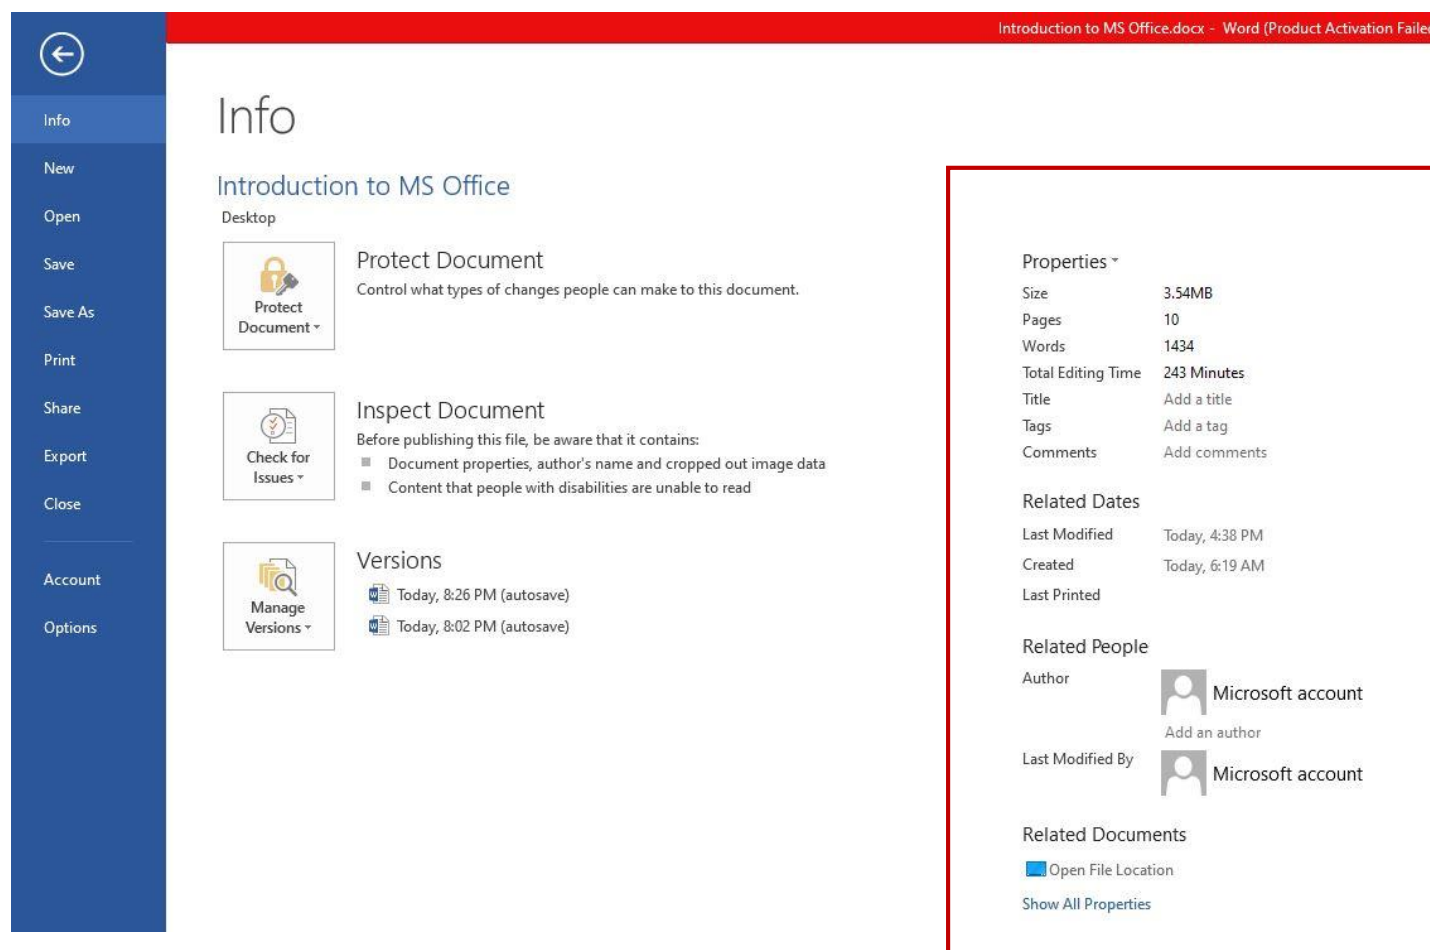 Introduction to MS Office.docx - Word (Product Activation Failed
Info
New
Open
Save
Save As
Print
Share
Export
Close
Account
Options
Info
Introduction to MS Office
Desktop
Protect
Document
Protect Document
Control what types of changes people can make to this document.
Check for
Issues
Inspect Document
Before publishing this file, be aware that it contains:
Document properties, author's name and cropped out image data
Content that people with disabilities are unable to read
Manage
Versions
Versions
Today, 8:26 PM (autosave)
Today, 8:02 PM (autosave)
Properties
Size 3.54MB
Pages 10
Words 1434
Total Editing Time 243 Minutes
Title Add a title
Tags Add a tag
Comments Add comments
Related Dates
Last Modified Today, 4:38 PM
Created Today, 6:19 AM
Last Printed
Related People
Author Microsoft account
Add an author
Last Modified By Microsoft account
Related Documents
Open File Location
Show All Properties